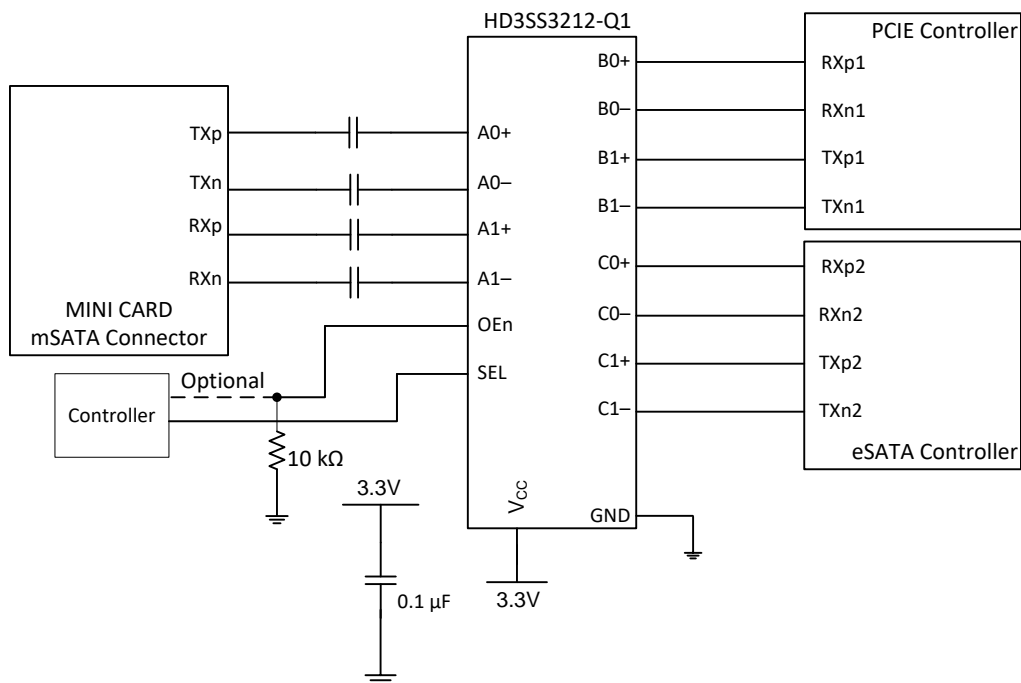 HD3SS3212-Q1
MINI CARD
mSATA Connector
TXp
TXn
RXp
RXn
Controller
Optional
10 kΩ
3.3V
0.1 µF
A0+
A0–
A1+
A1–
OEn
SEL
B0+
B0–
B1+
B1–
C0+
C0–
C1+
C1–
VCC
GND
3.3V
PCIE Controller
RXp1
RXn1
TXp1
TXn1
RXp2
RXn2
TXp2
TXn2
eSATA Controller